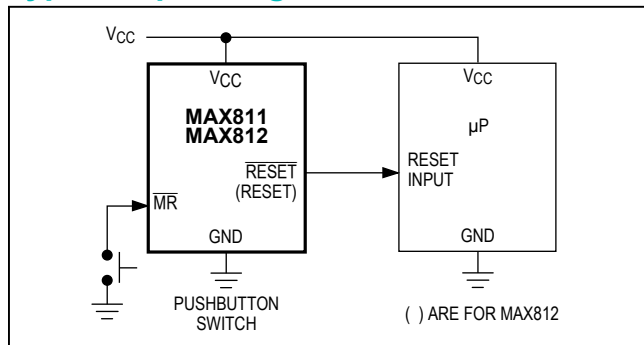 VCC
VCC
MAX811
MAX812
RESET
(RESET)
MR
GND
PUSHBUTTON
SWITCH
VCC
µP
RESET
INPUT
GND
( ) ARE FOR MAX812